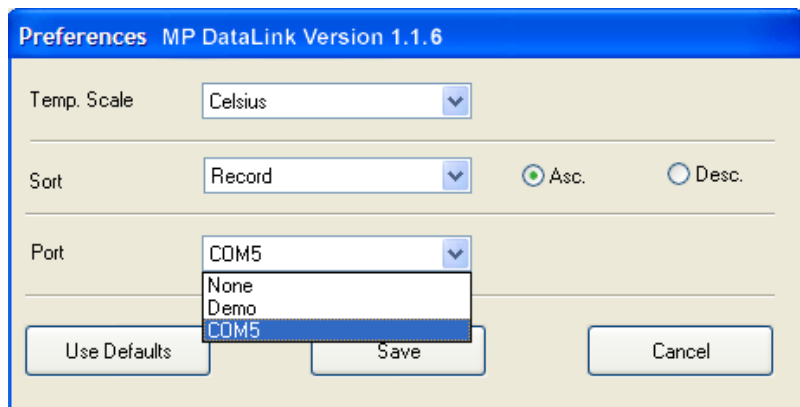 Preferences MP DataLink Version 1.1.6
Temp. Scale Celsius
Sort Record Asc. Desc.
Port COM5
None
Demo
COM5
Use Defaults Save Cancel